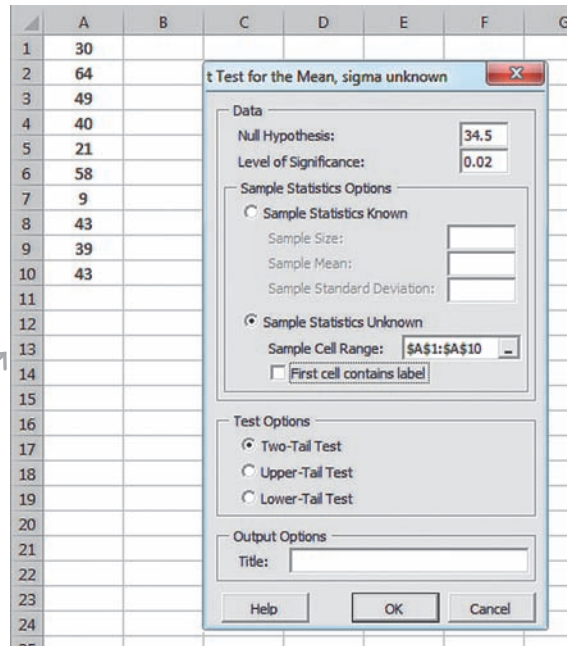 A B C D E F G
1 30
2 64
3 49
4 40
5 21
6 58
7 9
8 43
9 39
10 43
11
12
13
14
15
16
17
18
19
20
21
22
23
24
t Test for the Mean, sigma unknown
Data
Null Hypothesis: 34.5
Level of Significance: 0.02
Sample Statistics Options
Sample Statistics Known
Sample Size:
Sample Mean:
Sample Standard Deviation:
Sample Statistics Unknown
Sample Cell Range: $A$1:$A$10
First cell contains label
Test Options
Two-Tail Test
Upper-Tail Test
Lower-Tail Test
Output Options
Title:
Help OK Cancel